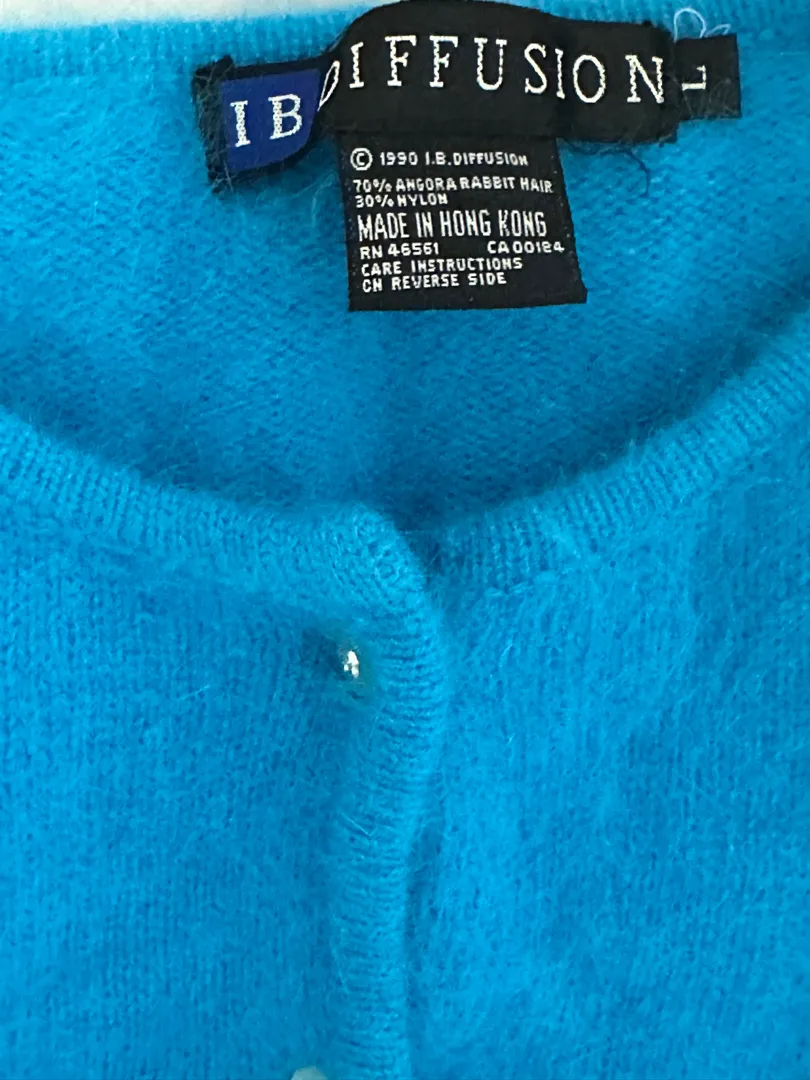 IB DIFFUSION L
© 1990 I.B.DIFFUSION
70% ANGORA RABBIT HAIR
30% NYLON
MADE IN HONG KONG
RN 46561 CA 00184
CARE INSTRUCTIONS
ON REVERSE SIDE